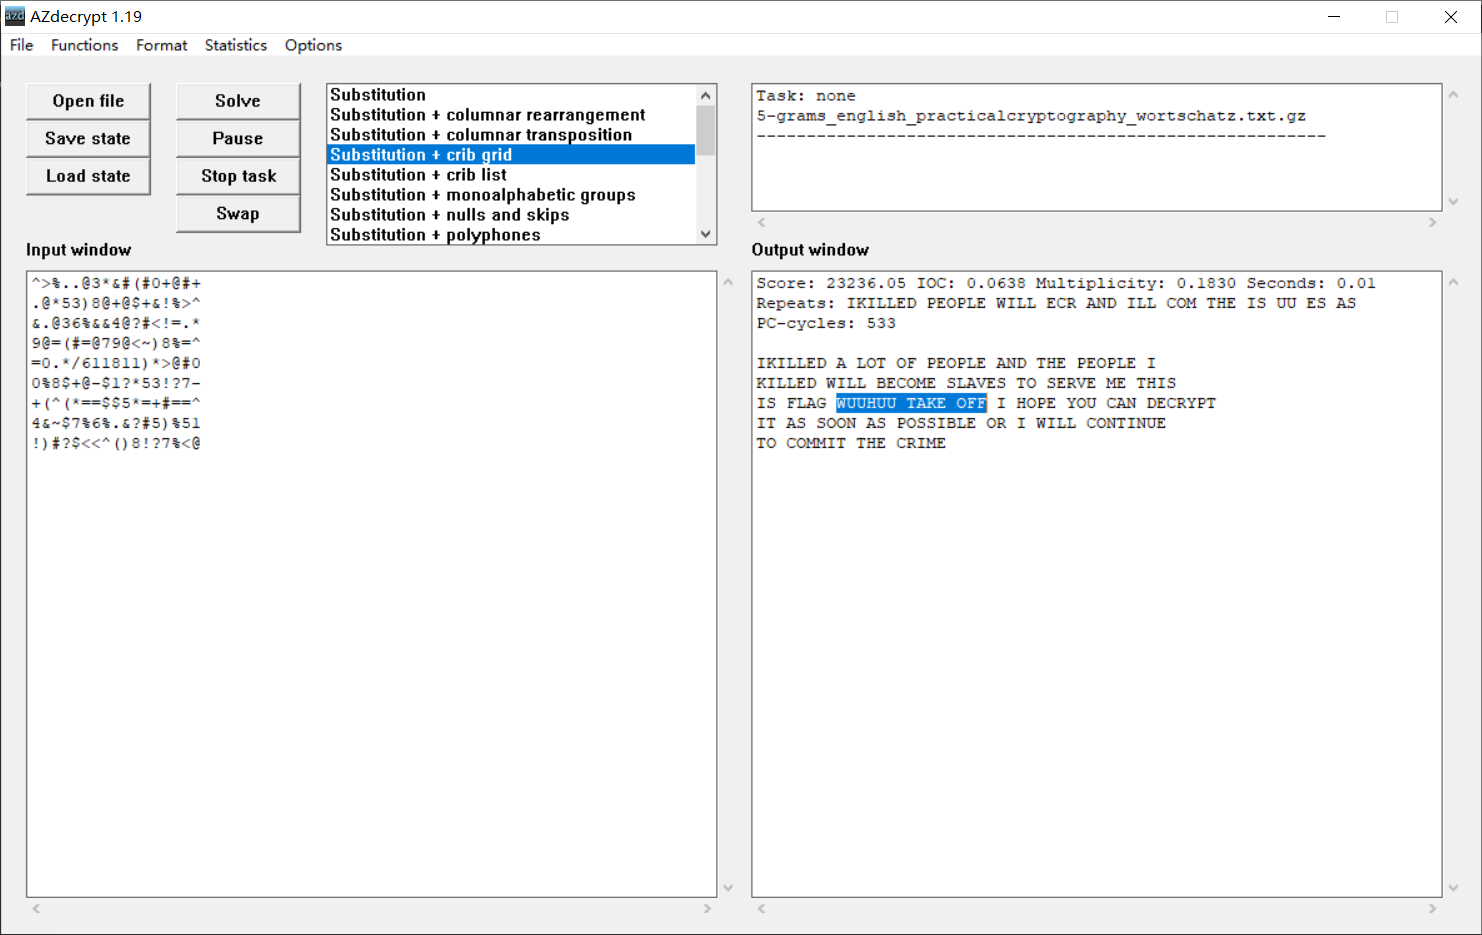 AZdecrypt 1.19
File Functions Format Statistics Options
Open file
Save state
Load state
Solve
Pause
Stop task
Swap
Substitution
Substitution + columnar rearrangement
Substitution + columnar transposition
Substitution + crib grid
Substitution + crib list
Substitution + monoalphabetic groups
Substitution + nulls and skips
Substitution + polyphones
Task: none
5-grams_english_practicalcryptography_wortschatz.txt.gz
---------------------------------------------------------
Input window
^>%..@3*&#(#0+@#+
.@*53)8@+@$+&!%>^
&.@36%&&4@?#<!=.*
9@=(#=@79@<~)8%=^
=0.*/611811)*>@#0
0%8$+@-$1?*53!?7-
+(^(*==$$5*=+#==^
4&~$7%6%.&?#5)%51
!)#?$<<^()8!?7%<@
Output window
Score: 23236.05 IOC: 0.0638 Multiplicity: 0.1830 Seconds: 0.01
Repeats: IKILLED PEOPLE WILL ECR AND ILL COM THE IS UU ES AS
PC-cycles: 533
IKILLED A LOT OF PEOPLE AND THE PEOPLE I
KILLED WILL BECOME SLAVES TO SERVE ME THIS
IS FLAG WUUHUU TAKE OFF I HOPE YOU CAN DECRYPT
IT AS SOON AS POSSIBLE OR I WILL CONTINUE
TO COMMIT THE CRIME